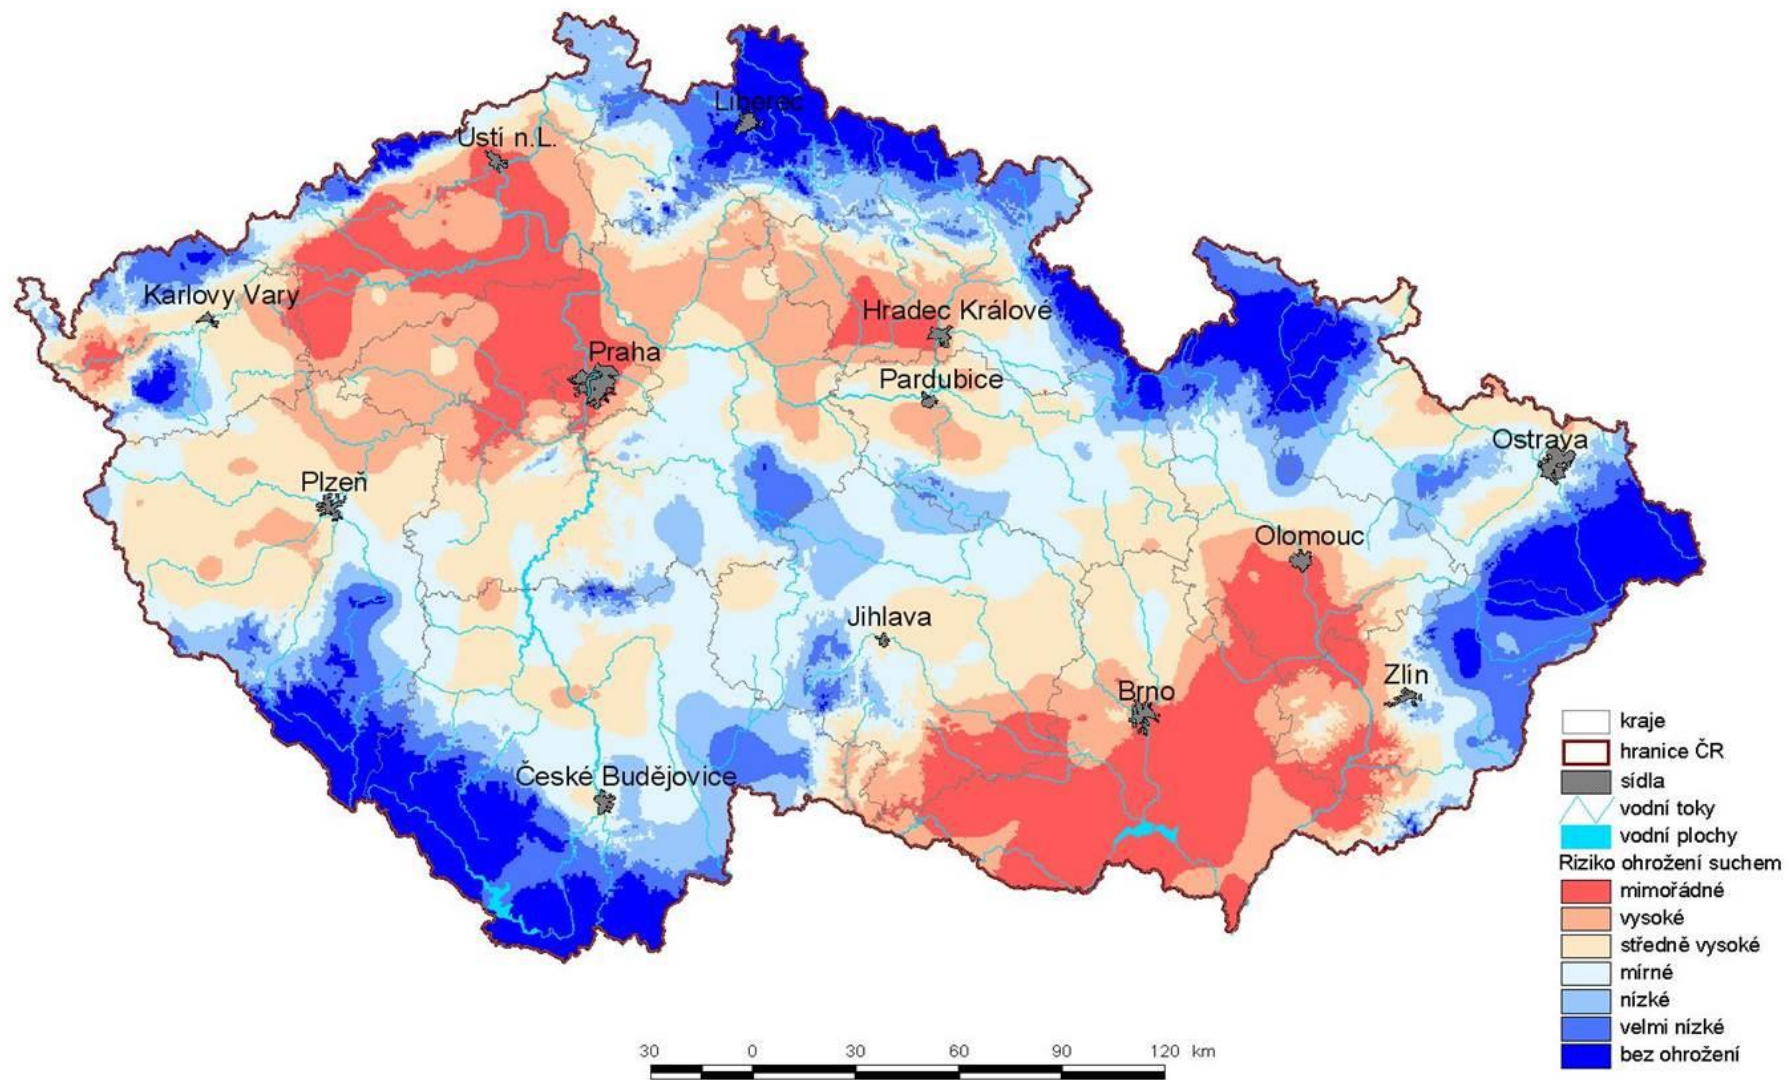 Liberec
Ustí n.L.
Karlovy Vary
Hradec Králové
Praha
Pardubice
Ostrava
Plzeň
Olomouc
Jihlava
Zlín
Brno
České Budějovice
kraje
hranice ČR
sídla
vodní toky
vodní plochy
Riziko ohrožení suchem
mimořádné
vysoké
středně vysoké
mírné
nízké
velmi nízké
bez ohrožení
30 0 30 60 90 120 km